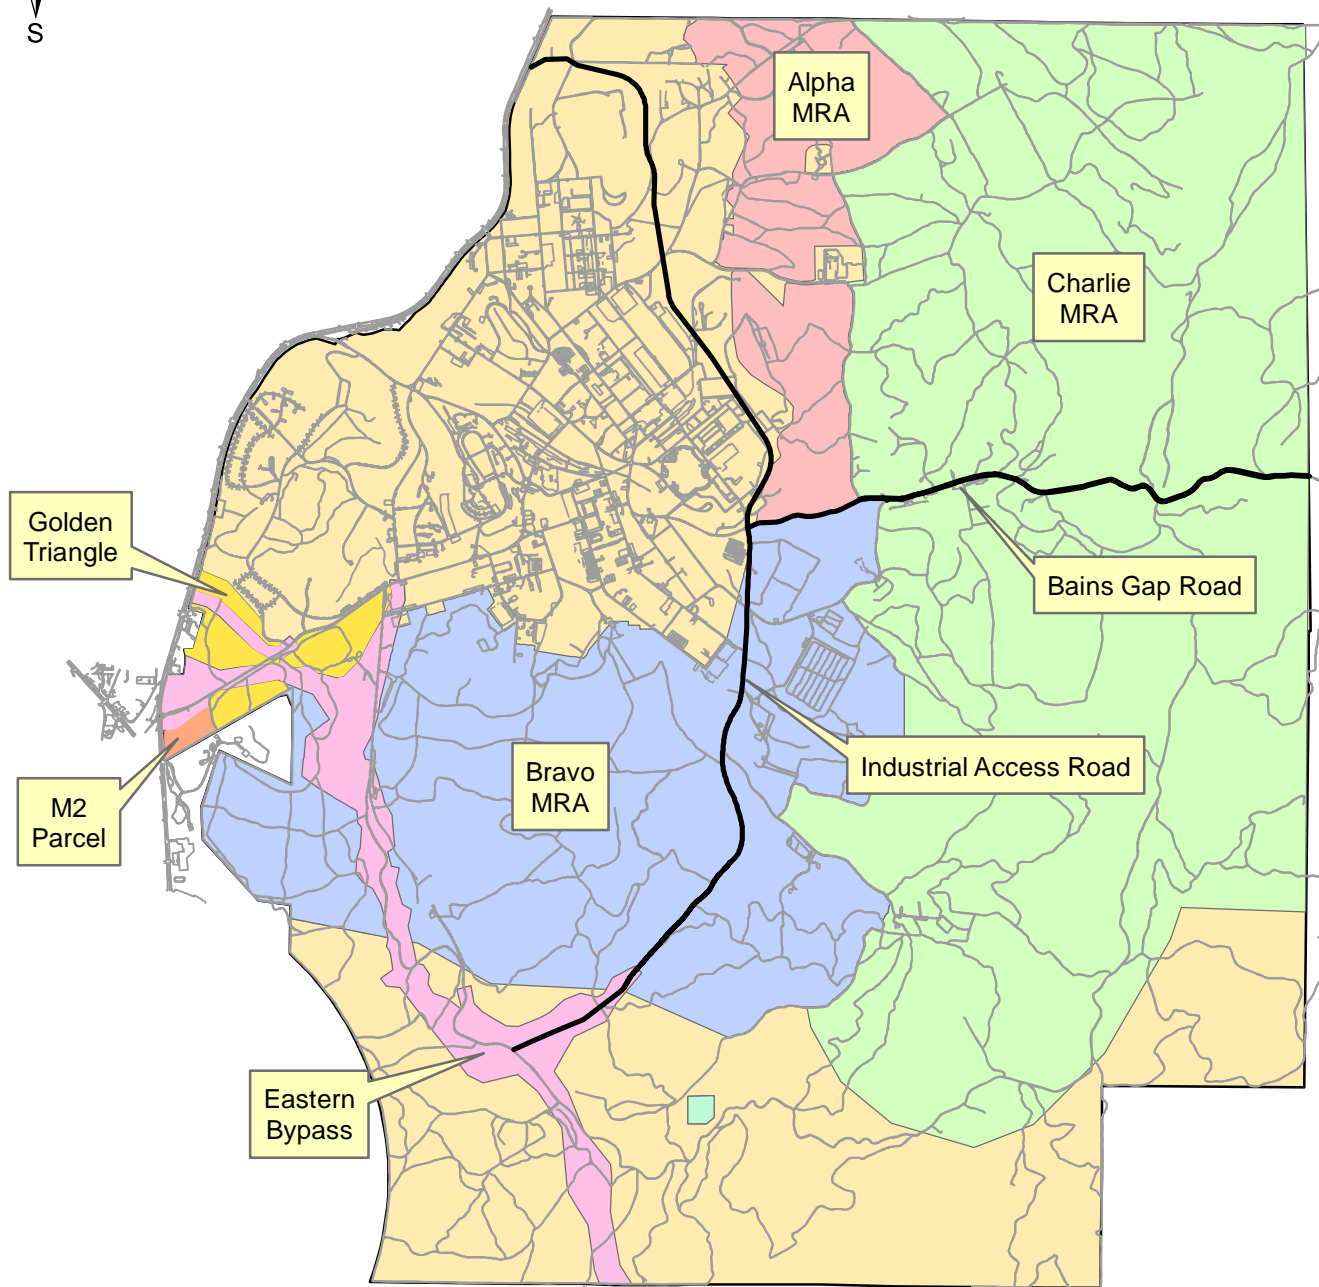 S
Alpha
MRA
Charlie
MRA
Golden
Triangle
Bains Gap Road
Bravo
MRA
Industrial Access Road
M2
Parcel
Eastern
Bypass